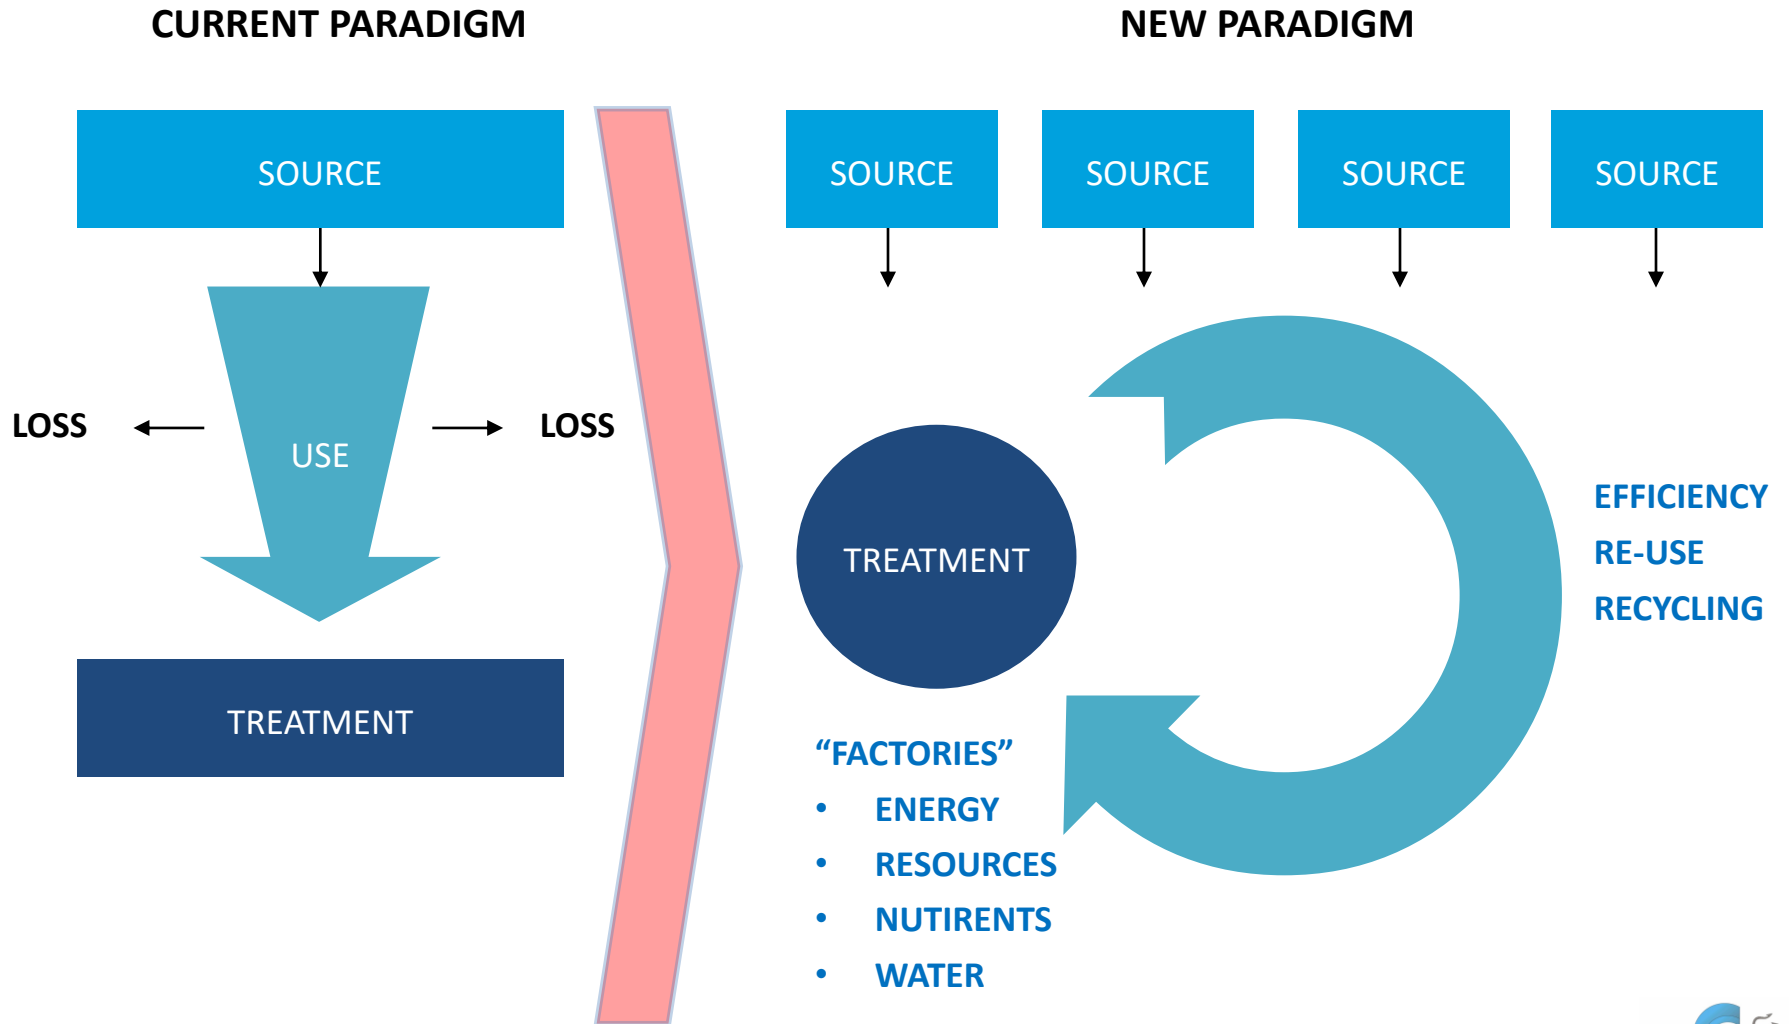 CURRENT PARADIGM
SOURCE
LOSS
USE
LOSS
TREATMENT
NEW PARADIGM
SOURCE
SOURCE
SOURCE
SOURCE
TREATMENT
EFFICIENCY
RE-USE
RECYCLING
“FACTORIES”
• ENERGY
• RESOURCES
• NUTIRENTS
• WATER